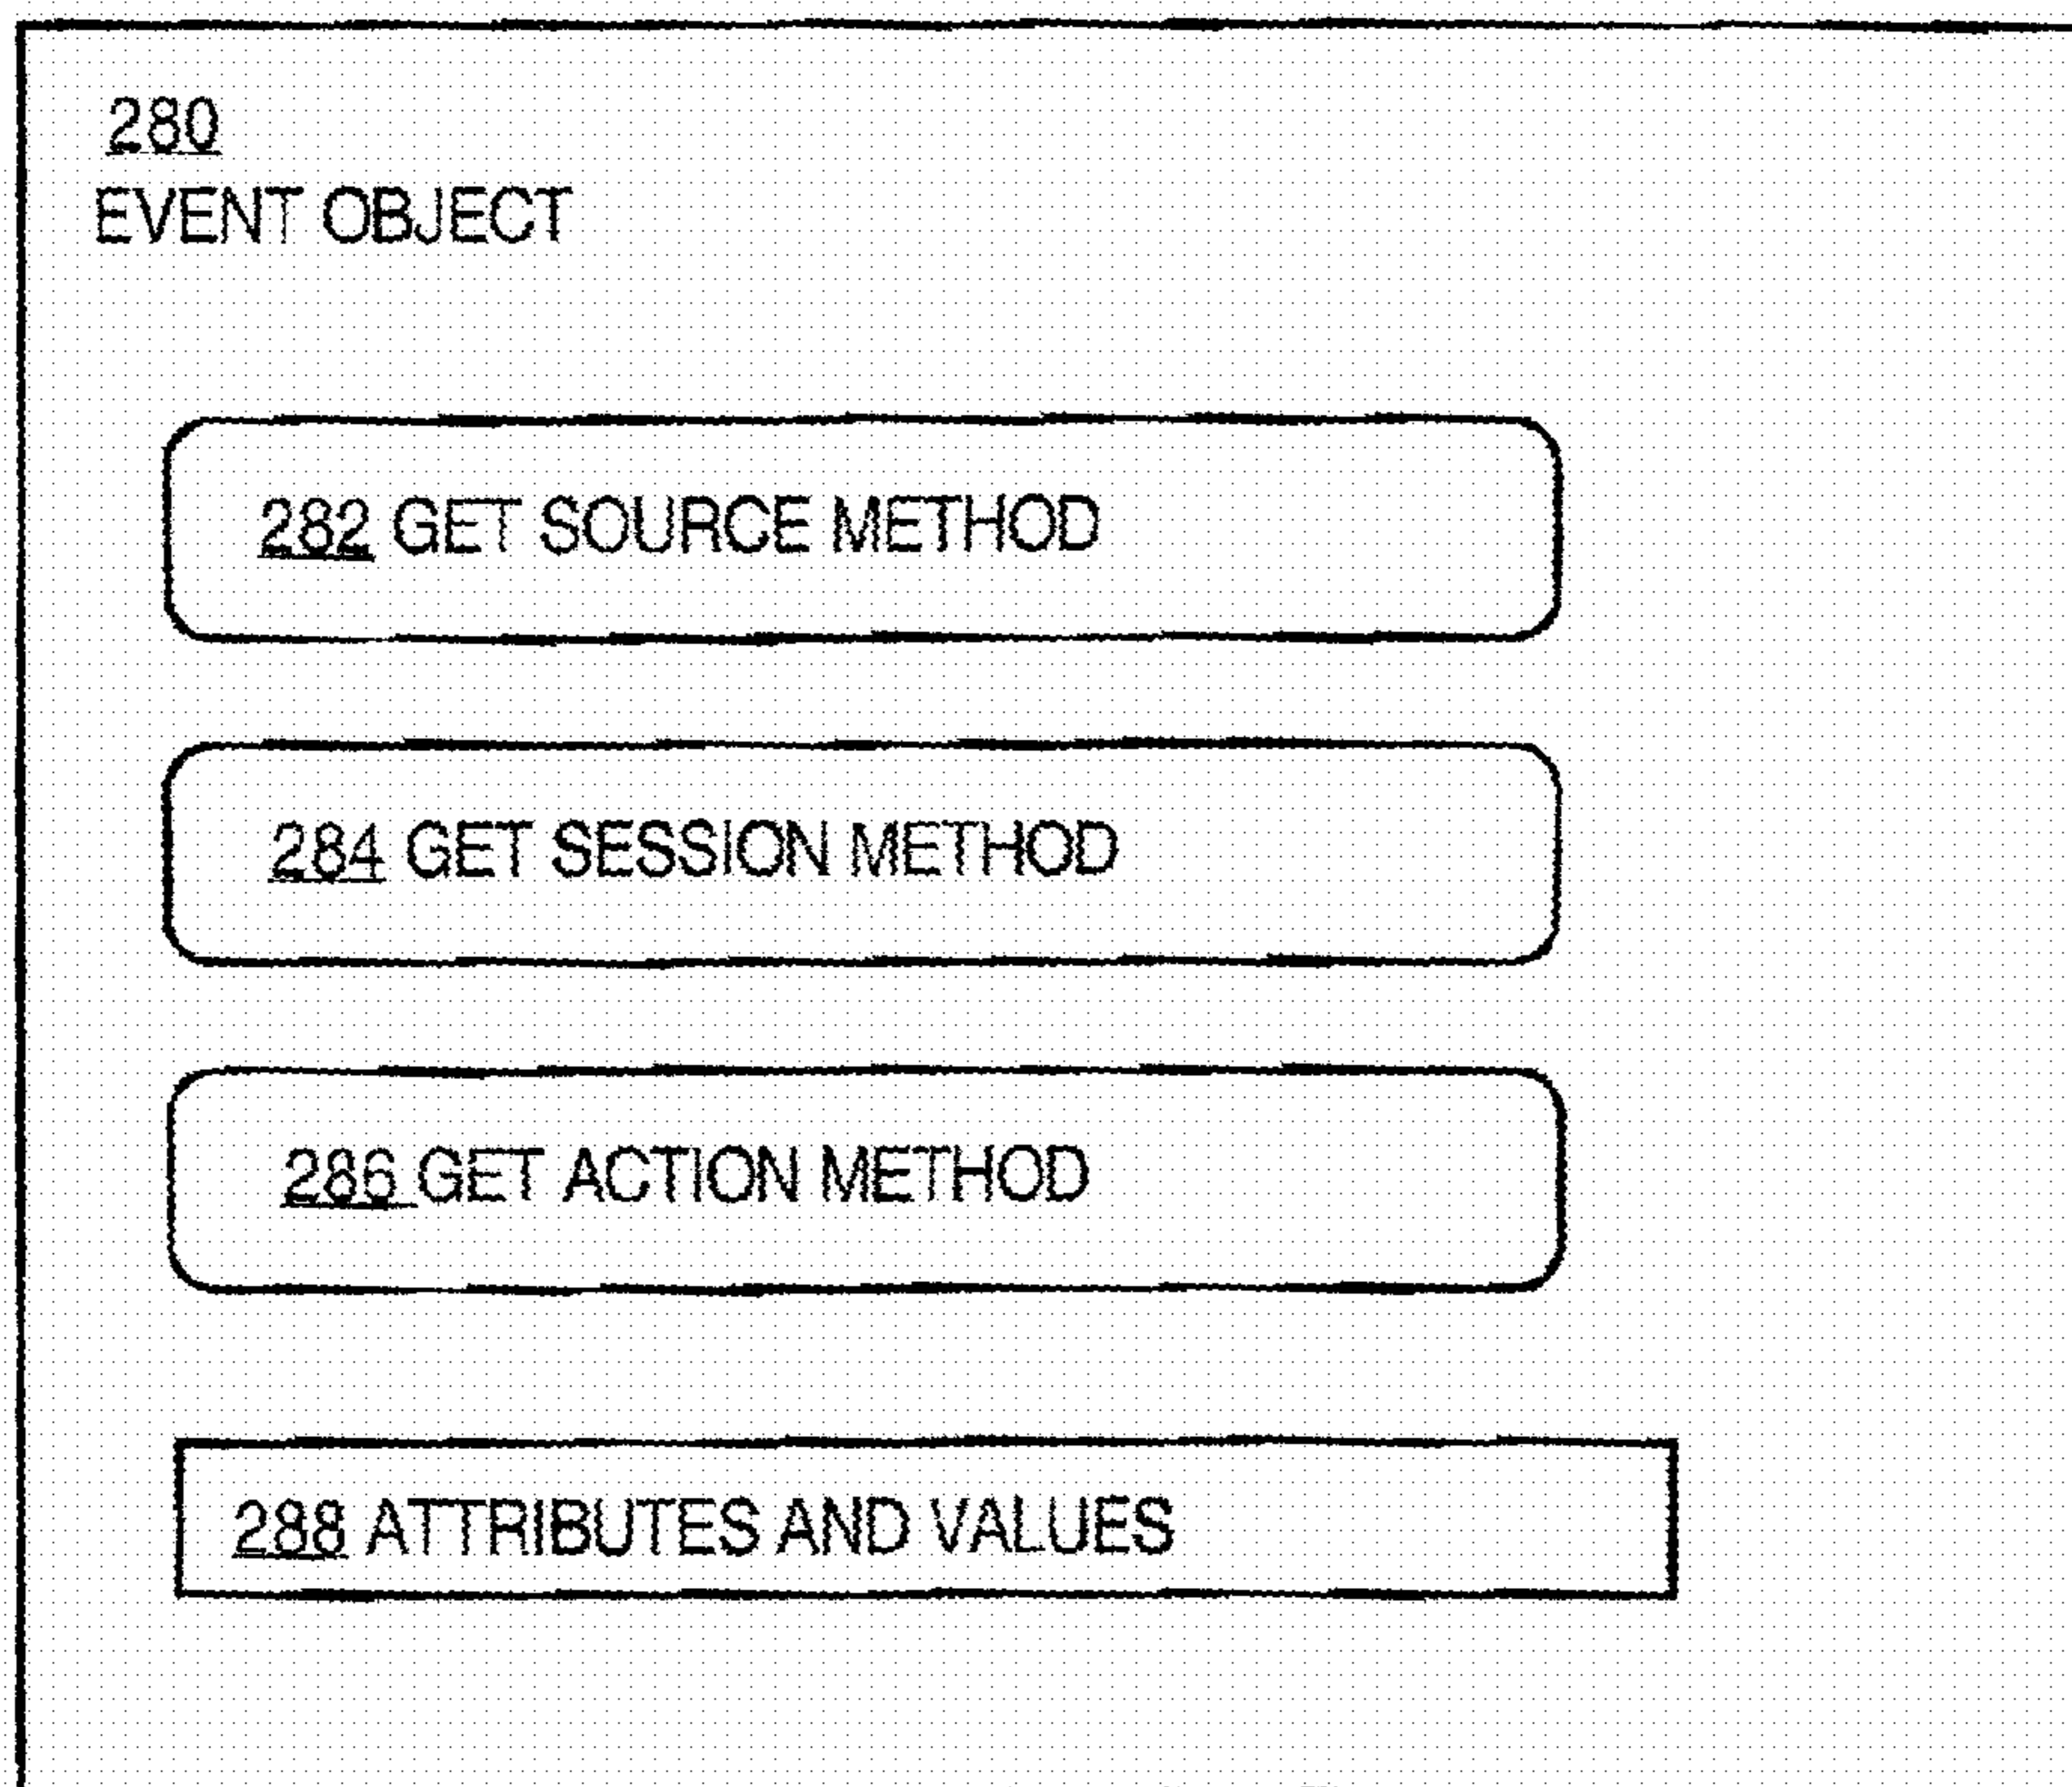 280
EVENT OBJECT
282 GET SOURCE METHOD
284 GET SESSION METHOD
286 GET ACTION METHOD
288 ATTRIBUTES AND VALUES